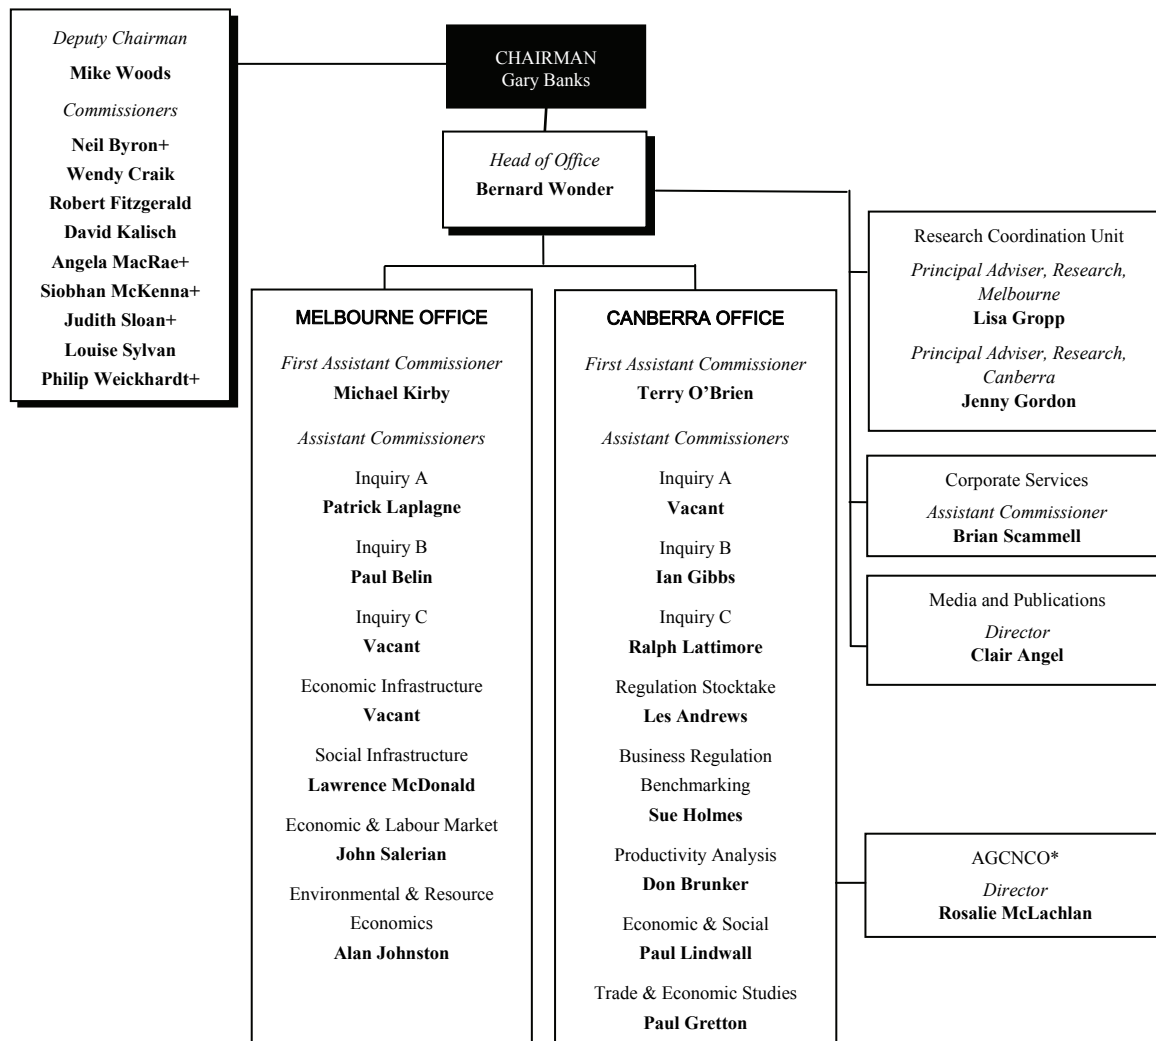 Deputy Chairman
Mike Woods
Commissioners
Neil Byron+
Wendy Craik
Robert Fitzgerald
David Kalisch
Angela MacRae+
Siobhan McKenna+
Judith Sloan+
Louise Sylvan
Philip Weickhardt+
CHAIRMAN
Gary Banks
Head of Office
Bernard Wonder
MELBOURNE OFFICE
First Assistant Commissioner
Michael Kirby
Assistant Commissioners
Inquiry A
Patrick Laplagne
Inquiry B
Paul Belin
Inquiry C
Vacant
Economic Infrastructure
Vacant
Social Infrastructure
Lawrence McDonald
Economic & Labour Market
John Salerian
Environmental & Resource
Economics
Alan Johnston
CANBERRA OFFICE
First Assistant Commissioner
Terry O’Brien
Assistant Commissioners
Inquiry A
Vacant
Inquiry B
Ian Gibbs
Inquiry C
Ralph Lattimore
Regulation Stocktake
Les Andrews
Business Regulation
Benchmarking
Sue Holmes
Productivity Analysis
Don Brunker
Economic & Social
Paul Lindwall
Trade & Economic Studies
Paul Gretton
Research Coordination Unit
Principal Adviser, Research,
Melbourne
Lisa Gropp
Principal Adviser, Research,
Canberra
Jenny Gordon
Corporate Services
Assistant Commissioner
Brian Scammell
Media and Publications
Director
Clair Angel
AGCNCO*
Director
Rosalie McLachlan